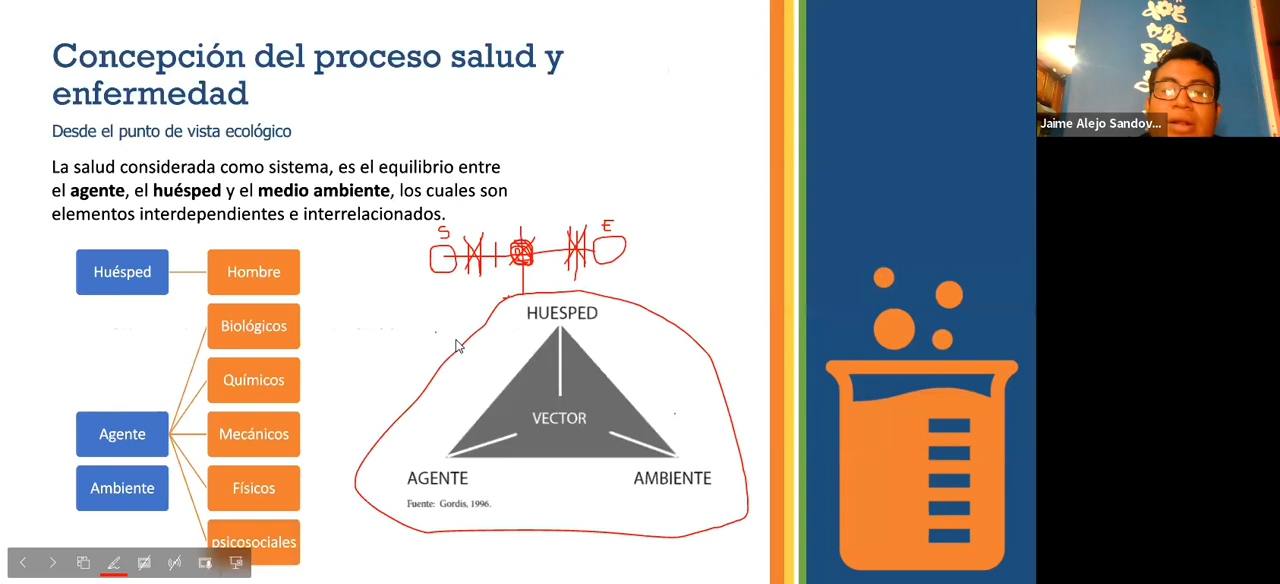 Concepción del proceso salud y
enfermedad
Desde el punto de vista ecológico
La salud considerada como sistema, es el equilibrio entre
el agente, el huésped y el medio ambiente, los cuales son
elementos interdependientes e interrelacionados.
S
E
Huésped
Hombre
Biológicos
Químicos
Agente
Mecánicos
Ambiente
Físicos
psicosociales
HUESPED
VECTOR
AGENTE
AMBIENTE
Fuente: Gordis, 1996.
Jaime Alejo Sandov...